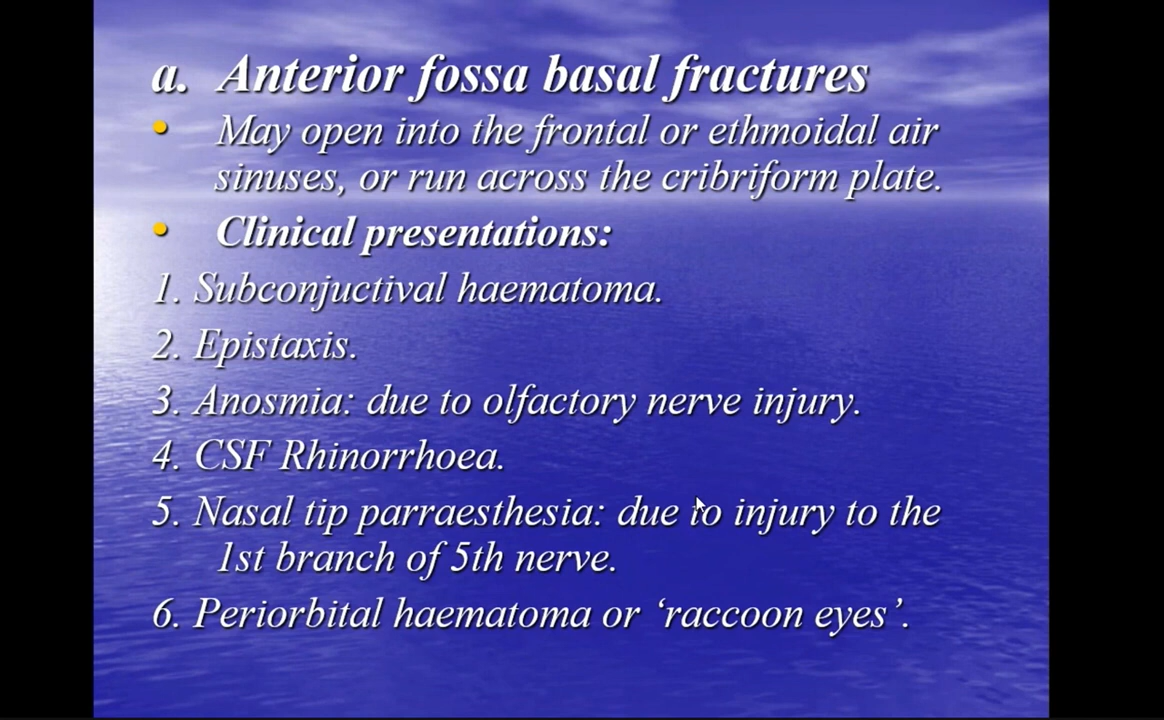 a. Anterior fossa basal fractures
• May open into the frontal or ethmoidal air
sinuses, or run across the cribriform plate.
• Clinical presentations:
1. Subconjuctival haematoma.
2. Epistaxis.
3. Anosmia: due to olfactory nerve injury.
4. CSF Rhinorrhoea.
5. Nasal tip parraesthesia: due to injury to the
1st branch of 5th nerve.
6. Periorbital haematoma or ‘raccoon eyes’.